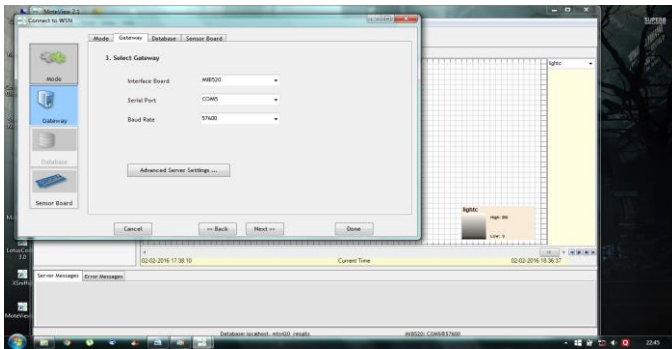 MoteView 2.1
Connect to WSN
Mode Gateway Database Sensor Board
3. Select Gateway
Mode
Interface Board MIB520
Serial Port COM5
Gateway
Baud Rate 57600
Database
Advanced Server Settings ...
Sensor Board
Cancel << Back Next >> Done
lightc
lightc
Low: 0
02-02-2016 17:38:10 Current Time 02-02-2016 18:36:37
3.0
Server Messages Error Messages
Database: localhost, mts420_results MIB520: COM5@57600
22:45